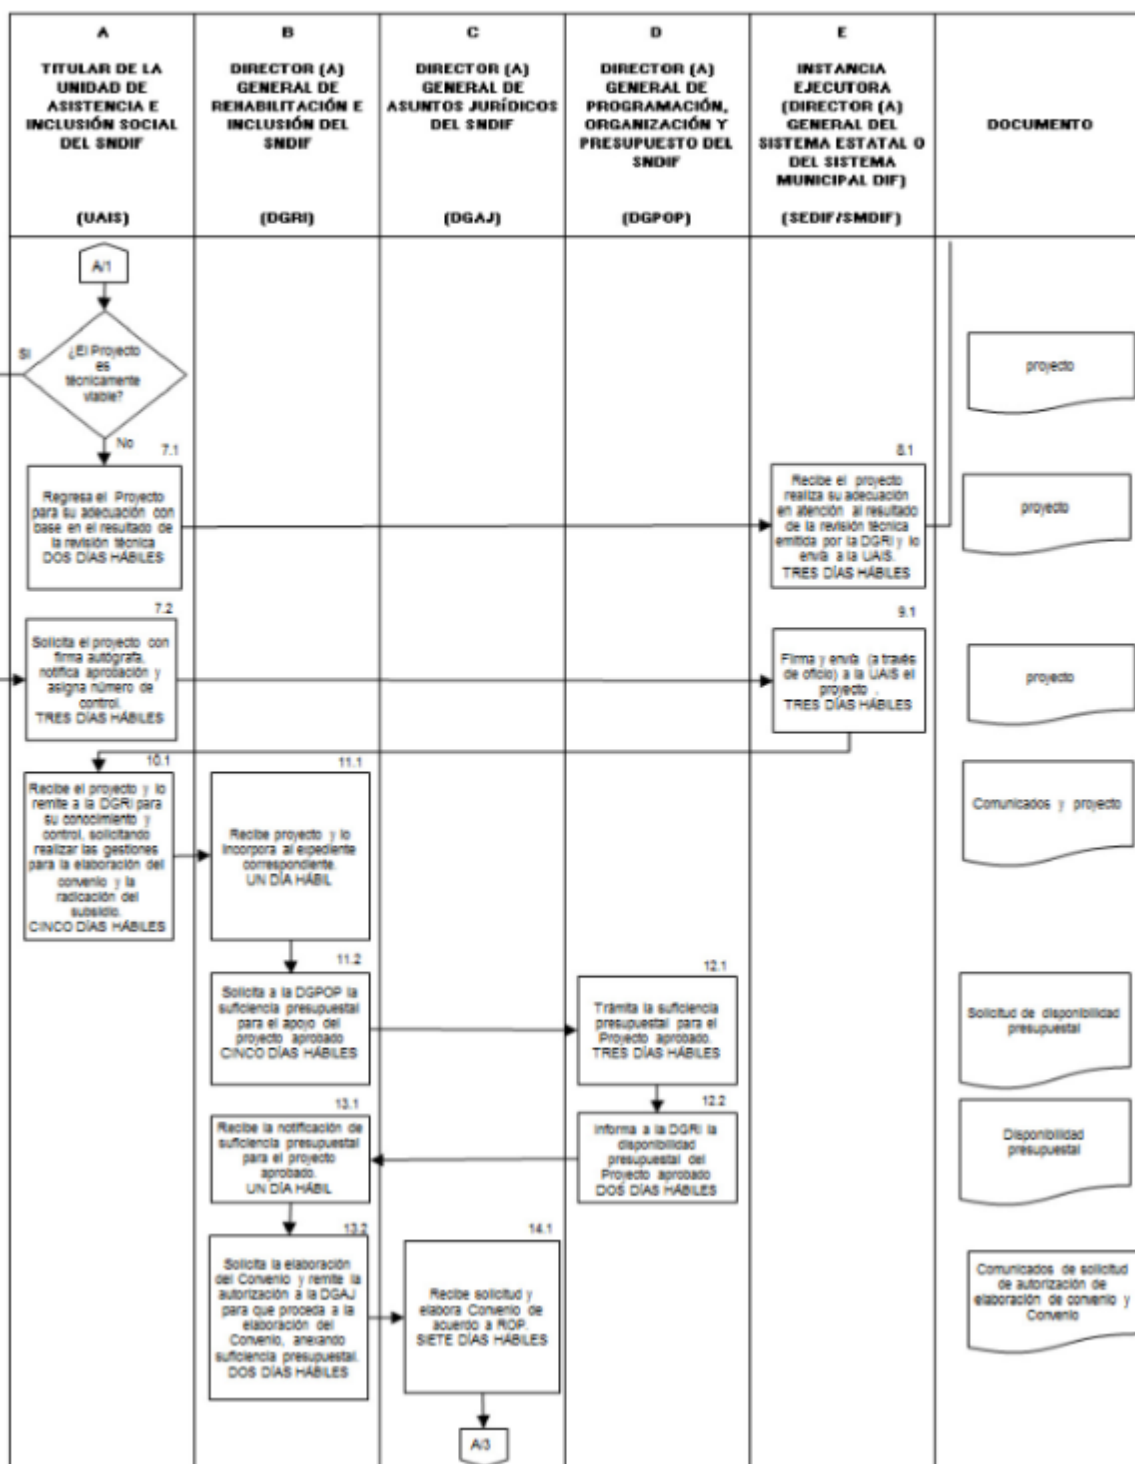 A
TITULAR DE LA
UNIDAD DE
ASISTENCIA E
INCLUSIÓN SOCIAL
DEL SNDIF
(UAIS)
B
DIRECTOR (A)
GENERAL DE
REHABILITACIÓN E
INCLUSIÓN DEL
SNDIF
(DGRI)
C
DIRECTOR (A)
GENERAL DE
ASUNTOS JURÍDICOS
DEL SNDIF
(DGAJ)
D
DIRECTOR (A)
GENERAL DE
PROGRAMACIÓN,
ORGANIZACIÓN Y
PRESUPUESTO DEL
SNDIF
(DGPOP)
E
INSTANCIA
EJECUTORA
(DIRECTOR (A)
GENERAL DEL
SISTEMA ESTATAL O
DEL SISTEMA
MUNICIPAL DIF)
(SEDIF/SMDIF)
DOCUMENTO
A/1
SI
¿El Proyecto
es
técnicamente
viable?
No
proyecto
7.1
Regresa el Proyecto
para su adecuación con
base en el resultado de
la revisión técnica
DOS DÍAS HÁBILES
8.1
Recibe el proyecto
realiza su adecuación
en atención al resultado
de la revisión técnica
emitida por la DGRI y lo
envía a la UAIS.
TRES DÍAS HÁBILES
proyecto
7.2
Solicita el proyecto con
firma autógrafa,
notifica aprobación y
asigna número de
control.
TRES DÍAS HÁBILES
9.1
Firma y envía (a través
de oficio) a la UAIS el
proyecto .
TRES DÍAS HÁBILES
proyecto
10.1
Recibe el proyecto y lo
remite a la DGRI para
su conocimiento y
control, solicitando
realizar las gestiones
para la elaboración del
convenio y la
radicación del
subsidio.
CINCO DÍAS HÁBILES
11.1
Recibe proyecto y lo
incorpora al expediente
correspondiente.
UN DÍA HÁBIL
Comunicados y proyecto
11.2
Solicita a la DGPOP la
suficiencia presupuestal
para el apoyo del
proyecto aprobado
CINCO DÍAS HÁBILES
12.1
Trámita la suficiencia
presupuestal para el
Proyecto aprobado.
TRES DÍAS HÁBILES
Solicitud de disponibilidad
presupuestal
13.1
Recibe la notificación de
suficiencia presupuestal
para el proyecto
aprobado.
UN DÍA HÁBIL
12.2
Informa a la DGRI la
disponibilidad
presupuestal del
Proyecto aprobado
DOS DÍAS HÁBILES
Disponibilidad
presupuestal
13.2
Solicita la elaboración
del Convenio y remite la
autorización a la DGAJ
para que proceda a la
elaboración del
Convenio, anexando
suficiencia presupuestal.
DOS DÍAS HÁBILES
14.1
Recibe solicitud y
elabora Convenio de
acuerdo a ROP.
SIETE DÍAS HÁBILES
Comunicados de solicitud
de autorización de
elaboración de convenio y
Convenio
A/3